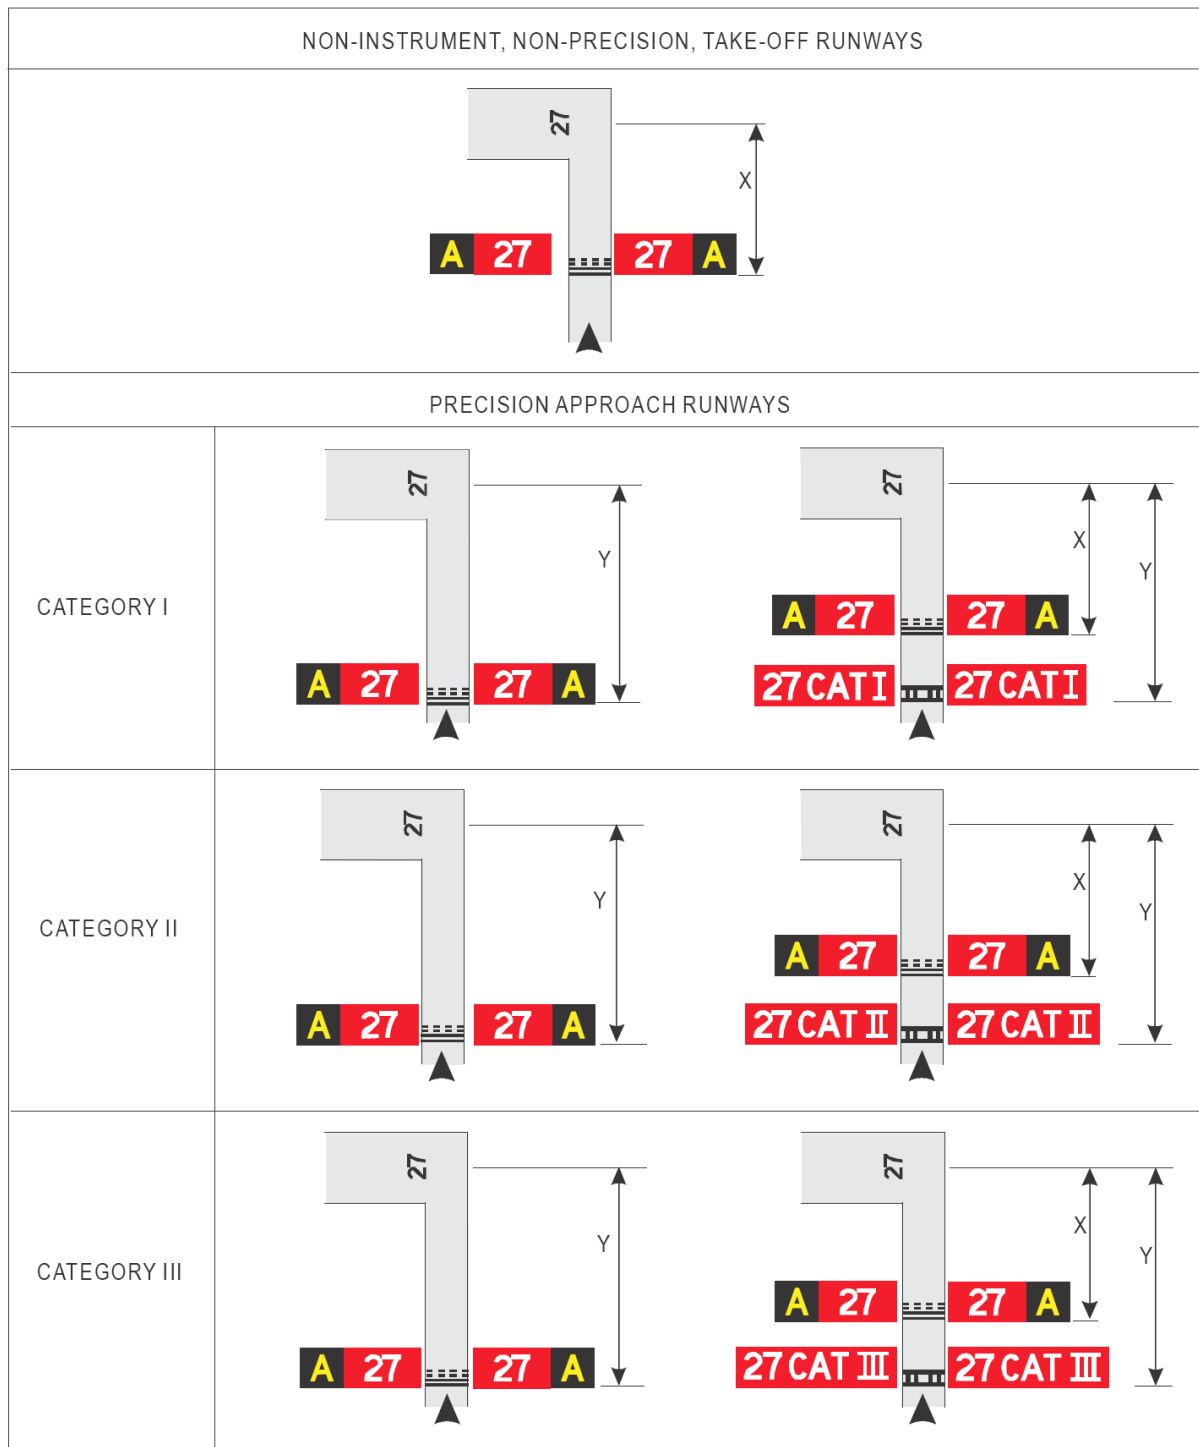 NON-INSTRUMENT, NON-PRECISION, TAKE-OFF RUNWAYS
27
X
A 27 27 A
PRECISION APPROACH RUNWAYS
CATEGORY I
27
Y
A 27 27 A
27
X
Y
A 27 27 A
27 CAT I 27 CAT I
CATEGORY II
27
Y
A 27 27 A
27
X
Y
A 27 27 A
27 CAT II 27 CAT II
CATEGORY III
27
Y
A 27 27 A
27
X
Y
A 27 27 A
27 CAT III 27 CAT III